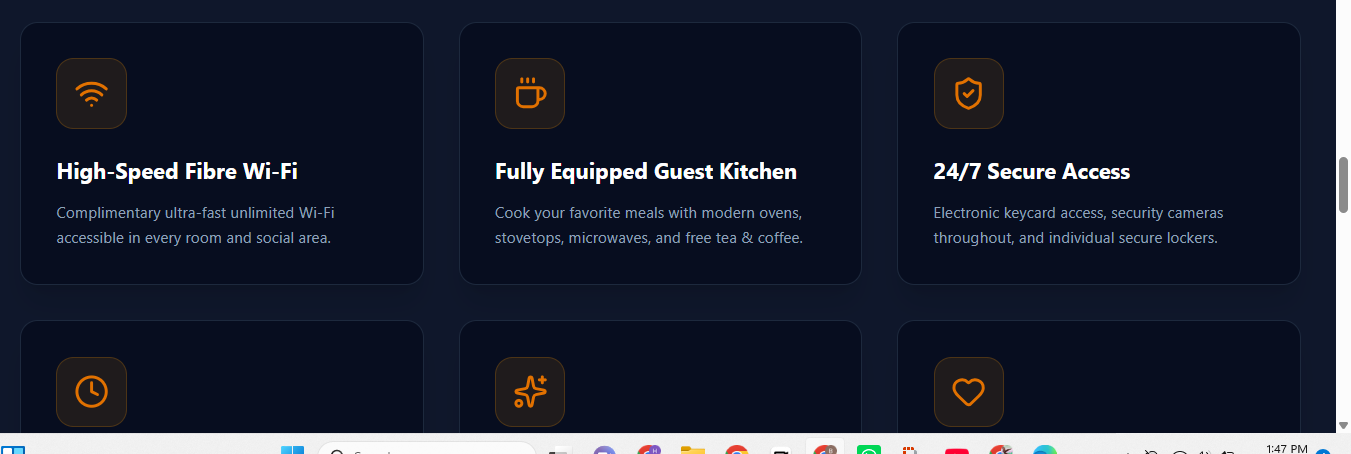 High-Speed Fibre Wi-Fi
Complimentary ultra-fast unlimited Wi-Fi
accessible in every room and social area.
Fully Equipped Guest Kitchen
Cook your favorite meals with modern ovens,
stovetops, microwaves, and free tea & coffee.
24/7 Secure Access
Electronic keycard access, security cameras
throughout, and individual secure lockers.
1:47 PM